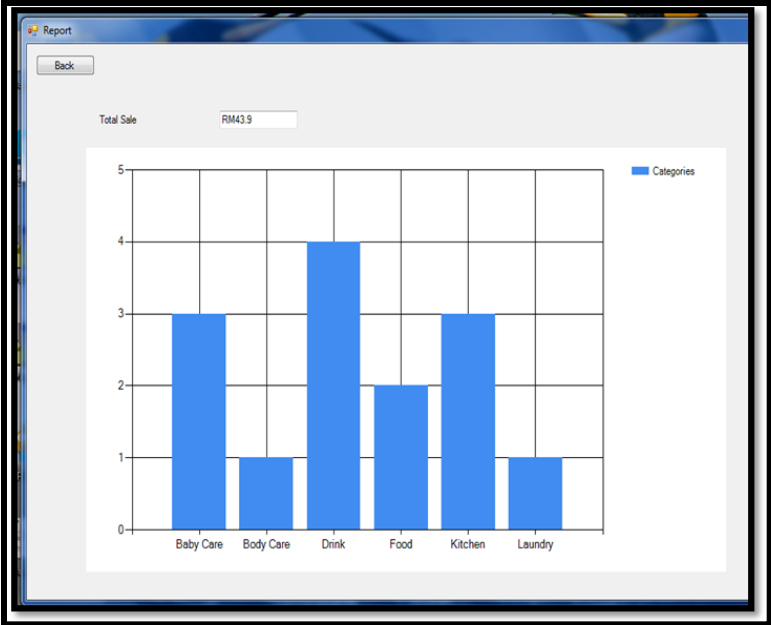 Report
Back
Total Sale RM43.9
Categories
5
4
3
2
1
0
Baby Care Body Care Drink Food Kitchen Laundry